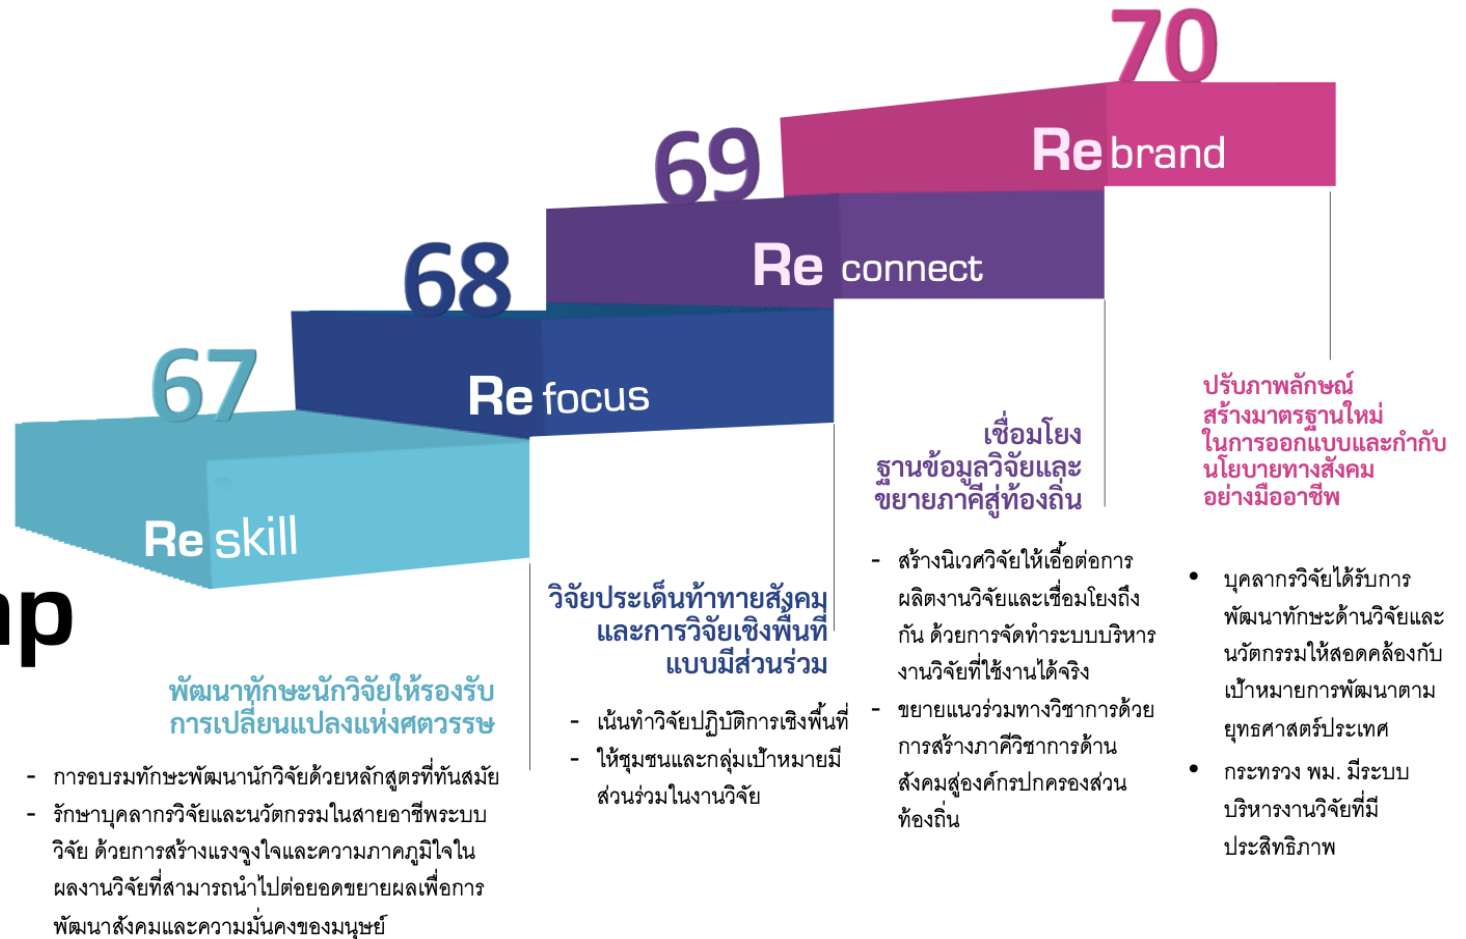 67
Re skill
พัฒนาทักษะนักวิจัยให้รองรับ
การเปลี่ยนแปลงแห่งศตวรรษ
- การอบรมทักษะพัฒนานักวิจัยด้วยหลักสูตรที่ทันสมัย
- รักษาบุคลากรวิจัยและนวัตกรรมในสายอาชีพระบบ
วิจัย ด้วยการสร้างแรงจูงใจและความภาคภูมิใจใน
ผลงานวิจัยที่สามารถนำไปต่อยอดขยายผลเพื่อการ
พัฒนาสังคมและความมั่นคงของมนุษย์
68
Re focus
วิจัยประเด็นท้าทายสังคม
และการวิจัยเชิงพื้นที่
แบบมีส่วนร่วม
- เน้นทำวิจัยปฏิบัติการเชิงพื้นที่
- ให้ชุมชนและกลุ่มเป้าหมายมี
ส่วนร่วมในงานวิจัย
69
Re connect
เชื่อมโยง
ฐานข้อมูลวิจัยและ
ขยายภาคีสู่ท้องถิ่น
- สร้างนิเวศวิจัยให้เอื้อต่อการ
ผลิตงานวิจัยและเชื่อมโยงถึง
กัน ด้วยการจัดทำระบบบริหาร
งานวิจัยที่ใช้งานได้จริง
- ขยายแนวร่วมทางวิชาการด้วย
การสร้างภาคีวิชาการด้าน
สังคมสู่องค์กรปกครองส่วน
ท้องถิ่น
70
Re brand
ปรับภาพลักษณ์
สร้างมาตรฐานใหม่
ในการออกแบบและกำกับ
นโยบายทางสังคม
อย่างมืออาชีพ
• บุคลากรวิจัยได้รับการ
พัฒนาทักษะด้านวิจัยและ
นวัตกรรมให้สอดคล้องกับ
เป้าหมายการพัฒนาตาม
ยุทธศาสตร์ประเทศ
• กระทรวง พม. มีระบบ
บริหารงานวิจัยที่มี
ประสิทธิภาพ